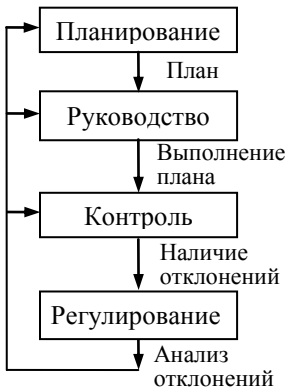 Планирование
План
Руководство
Выполнение
плана
Контроль
Наличие
отклонений
Регулирование
Анализ
отклонений